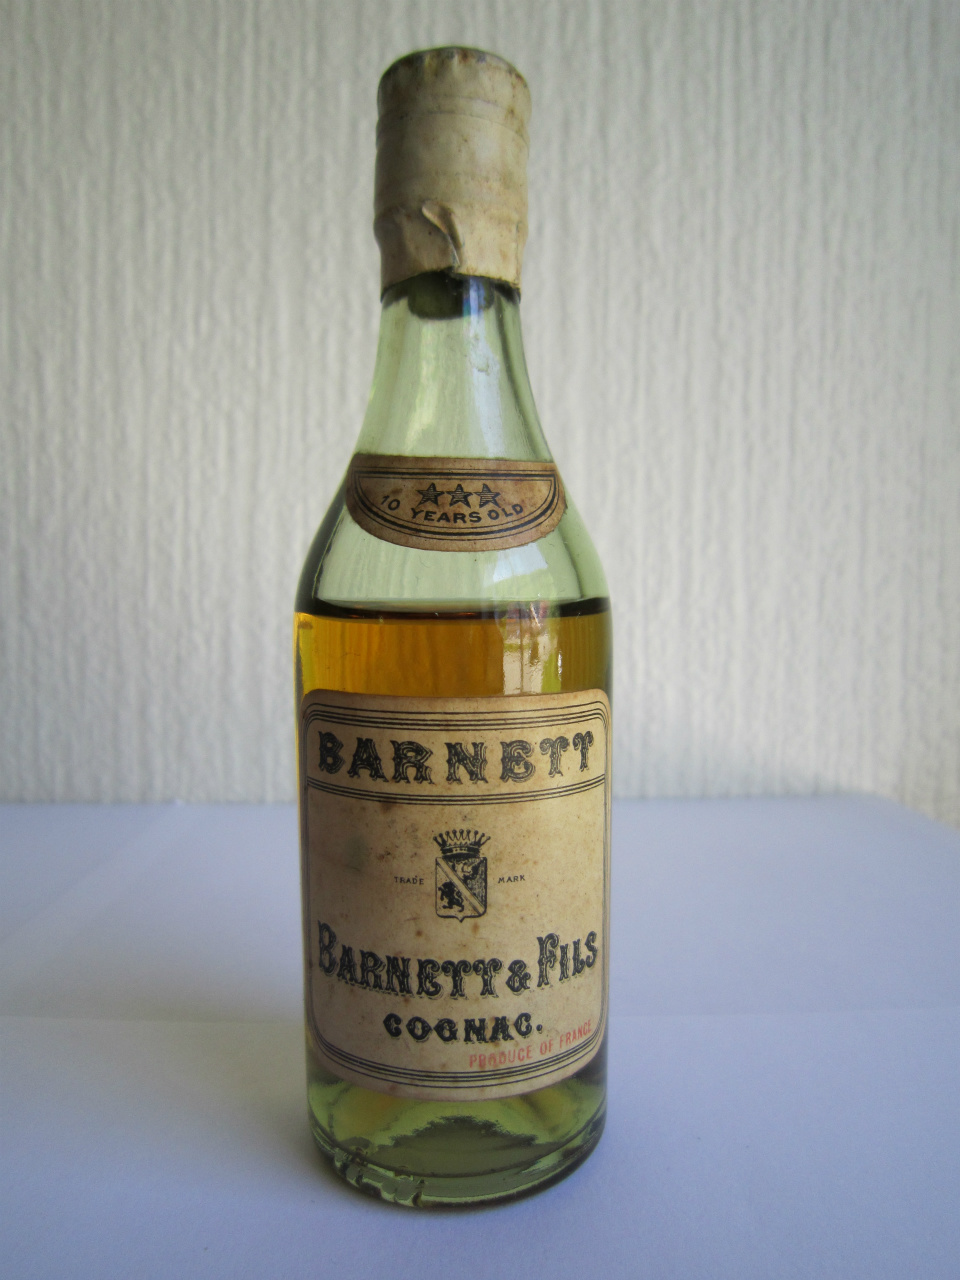 10 YEARS OLD
BARNETT
TRADE MARK
BARNETT & FILS
COGNAC.
PRODUCE OF FRANCE